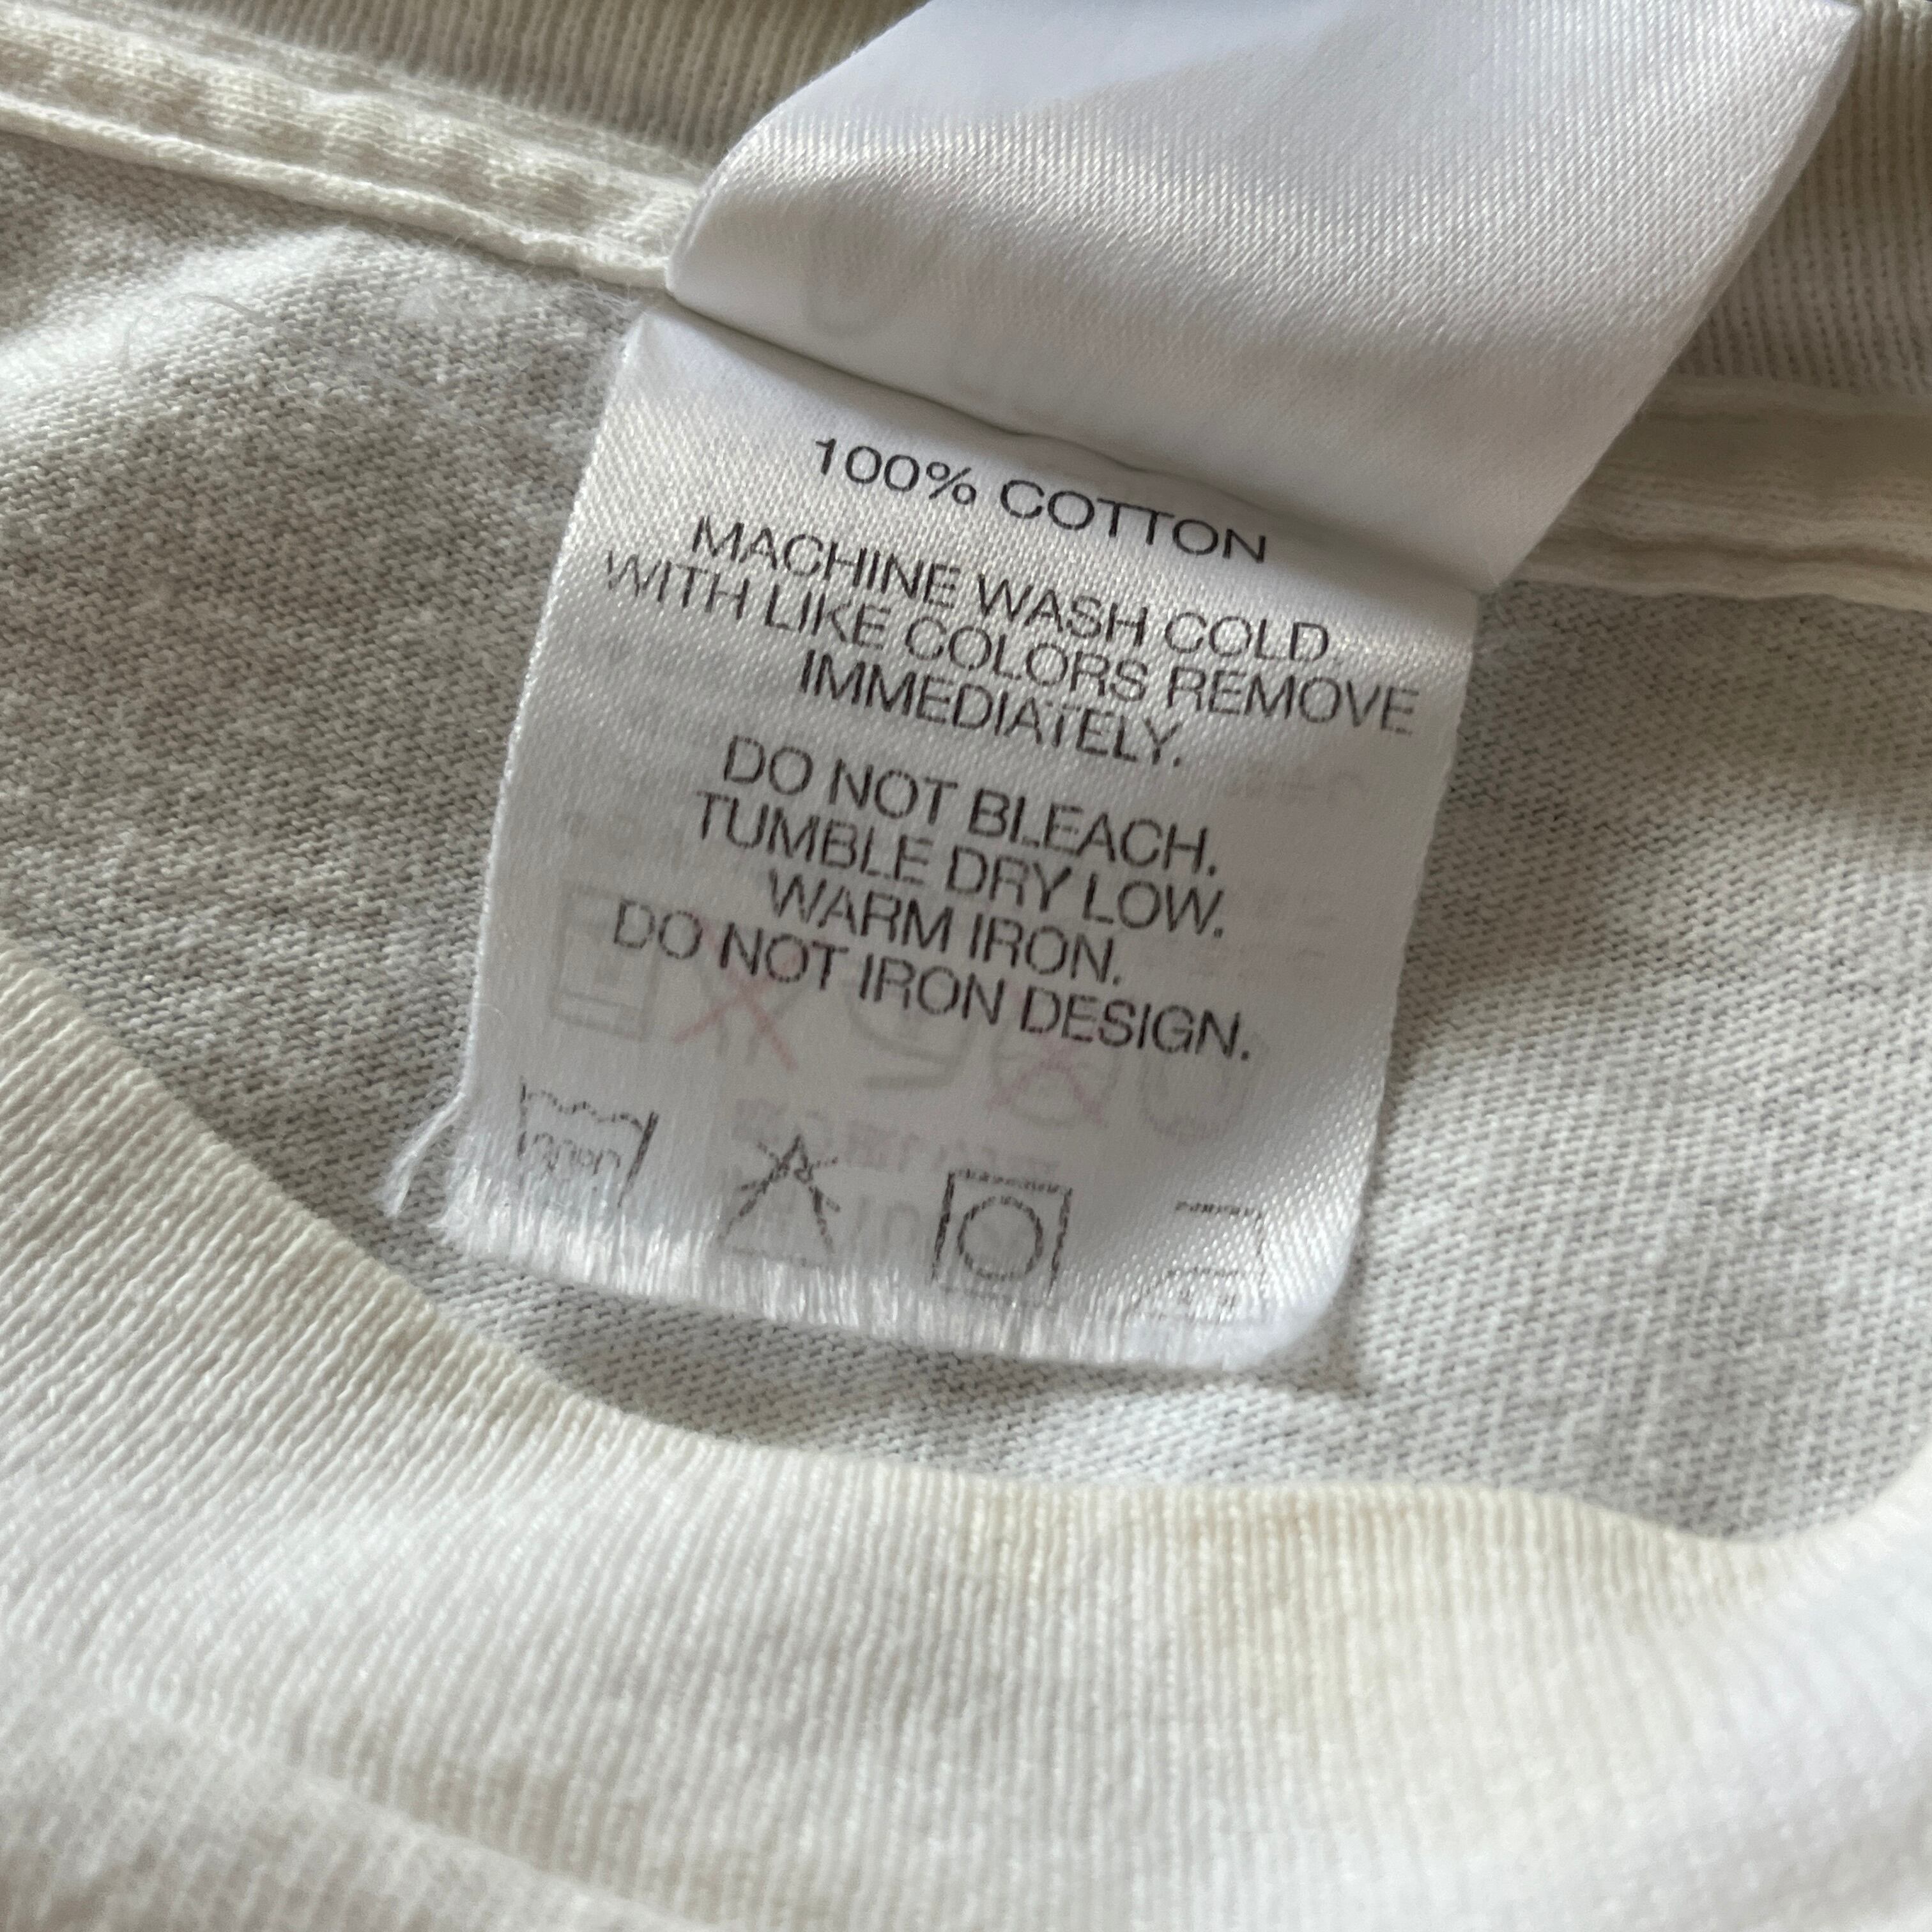 100% COTTON
MACHINE WASH COLD.
WITH LIKE COLORS REMOVE
IMMEDIATELY.
DO NOT BLEACH.
TUMBLE DRY LOW.
WARM IRON.
DO NOT IRON DESIGN.